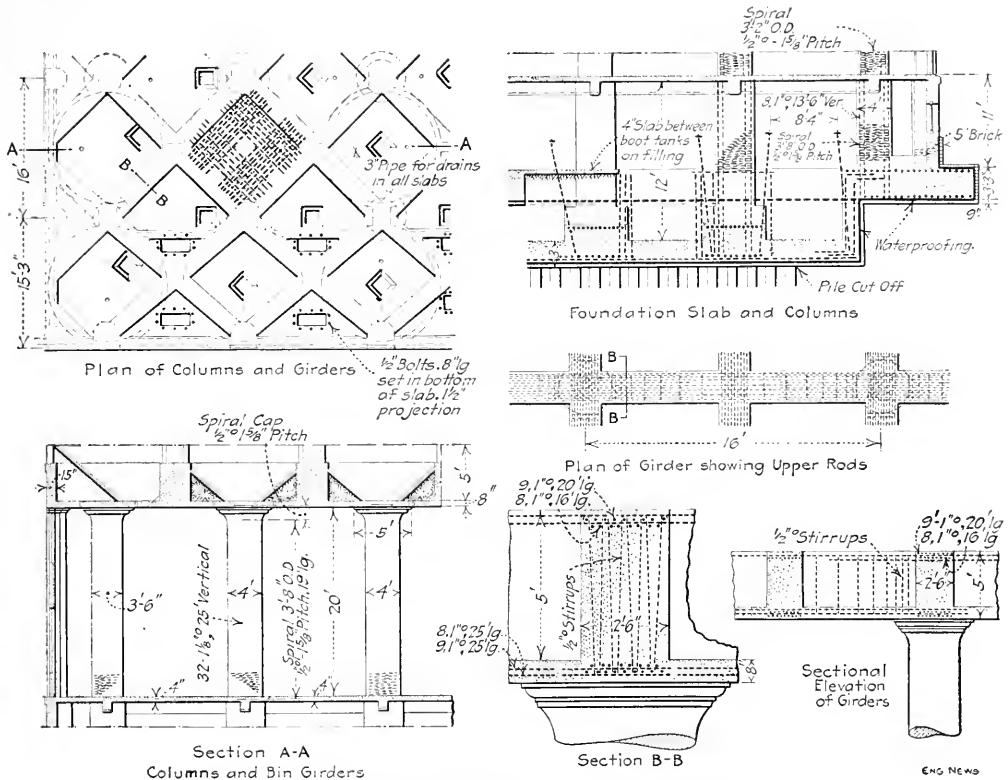 A
A
B
B
16'
15'-3"
3" Pipe for drains
in all slabs
½" Bolts. 8"lg
set in bottom
of slab. 1½"
projection
Plan of Columns and Girders
Spiral
3'-2" O.D.
½"° - 1⅝" Pitch
4" Slab between
boot tanks
on filling
12'
13'-6" Ver.
8'-4"
4'
Spiral
Pitch
11'
5" Brick
9"
Waterproofing
Pile Cut Off
Foundation Slab and Columns
B
B
16'
Plan of Girder showing Upper Rods
Spiral Cap
½"° 1⅝" Pitch
15"
5'
8"
5'
3'-6"
32-1⅛"°, 25' Vertical
4'
Spiral 3'-8" O.D.
½"°-1⅝" Pitch. 19'lg.
20'
4'
4"
4"
Section A-A
Columns and Bin Girders
9,1"°,20'lg
8,1"°,16'lg.
5'
½"° Stirrups
2'-6"
8,1"°,25'lg
9,1"°,25'lg
8"
Section B-B
½"° Stirrups
9-1"°, 20'lg
8,1"°, 16'lg
2'-6"
5'
Sectional
Elevation
of
Girders
ENG NEWS